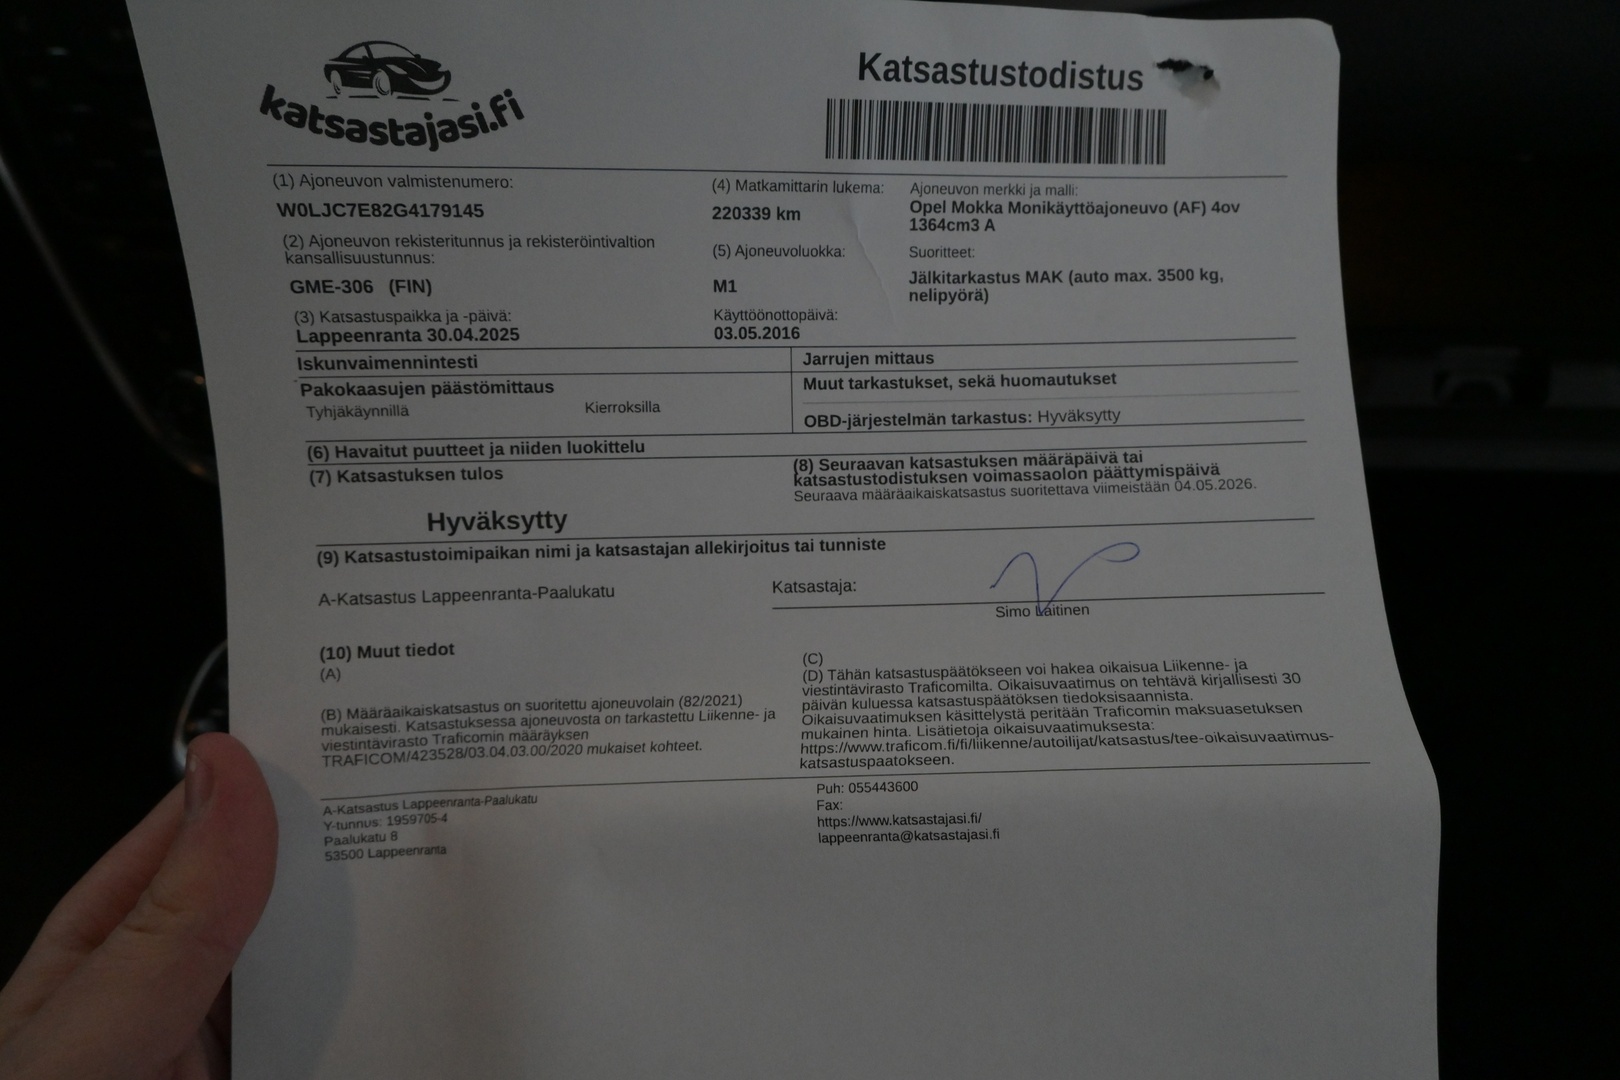 katsastajasi.fi
Katsastustodistus
(1) Ajoneuvon valmistenumero:
W0LJC7E82G4179145
(4) Matkamittarin lukema:
220339 km
Ajoneuvon merkki ja malli:
Opel Mokka Monikäyttöajoneuvo (AF) 4ov
1364cm3 A
(2) Ajoneuvon rekisteritunnus ja rekisteröintivaltion
kansallisuustunnus:
GME-306 (FIN)
(5) Ajoneuvoluokka:
M1
Suoritteet:
Jälkitarkastus MAK (auto max. 3500 kg,
nelipyörä)
(3) Katsastuspaikka ja -päivä:
Lappeenranta 30.04.2025
Käyttöönottopäivä:
03.05.2016
Iskunvaimennintesti
Jarrujen mittaus
Pakokaasujen päästömittaus
Tyhjäkäynnillä
Kierroksilla
Muut tarkastukset, sekä huomautukset
OBD-järjestelmän tarkastus: Hyväksytty
(6) Havaitut puutteet ja niiden luokittelu
(7) Katsastuksen tulos
Hyväksytty
(8) Seuraavan katsastuksen määräpäivä tai
katsastustodistuksen voimassaolon päättymispäivä
Seuraava määräaikaiskatsastus suoritettava viimeistään 04.05.2026.
(9) Katsastustoimipaikan nimi ja katsastajan allekirjoitus tai tunniste
A-Katsastus Lappeenranta-Paalukatu
Katsastaja:
Simo Laitinen
(10) Muut tiedot
(A)
(B) Määräaikaiskatsastus on suoritettu ajoneuvolain (82/2021)
mukaisesti. Katsastuksessa ajoneuvosta on tarkastettu Liikenne- ja
viestintävirasto Traficomin määräyksen
TRAFICOM/423528/03.04.03.00/2020 mukaiset kohteet.
(C)
(D) Tähän katsastuspäätökseen voi hakea oikaisua Liikenne- ja
viestintävirasto Traficomilta. Oikaisuvaatimus on tehtävä kirjallisesti 30
päivän kuluessa katsastuspäätöksen tiedoksisaannista.
Oikaisuvaatimuksen käsittelystä peritään Traficomin maksuasetuksen
mukainen hinta. Lisätietoja oikaisuvaatimuksesta:
https://www.traficom.fi/fi/liikenne/autoilijat/katsastus/tee-oikaisuvaatimus-
katsastuspaatokseen.
A-Katsastus Lappeenranta-Paalukatu
Y-tunnus: 1959705-4
Paalukatu 8
53500 Lappeenranta
Puh: 055443600
Fax:
https://www.katsastajasi.fi/
lappeenranta@katsastajasi.fi